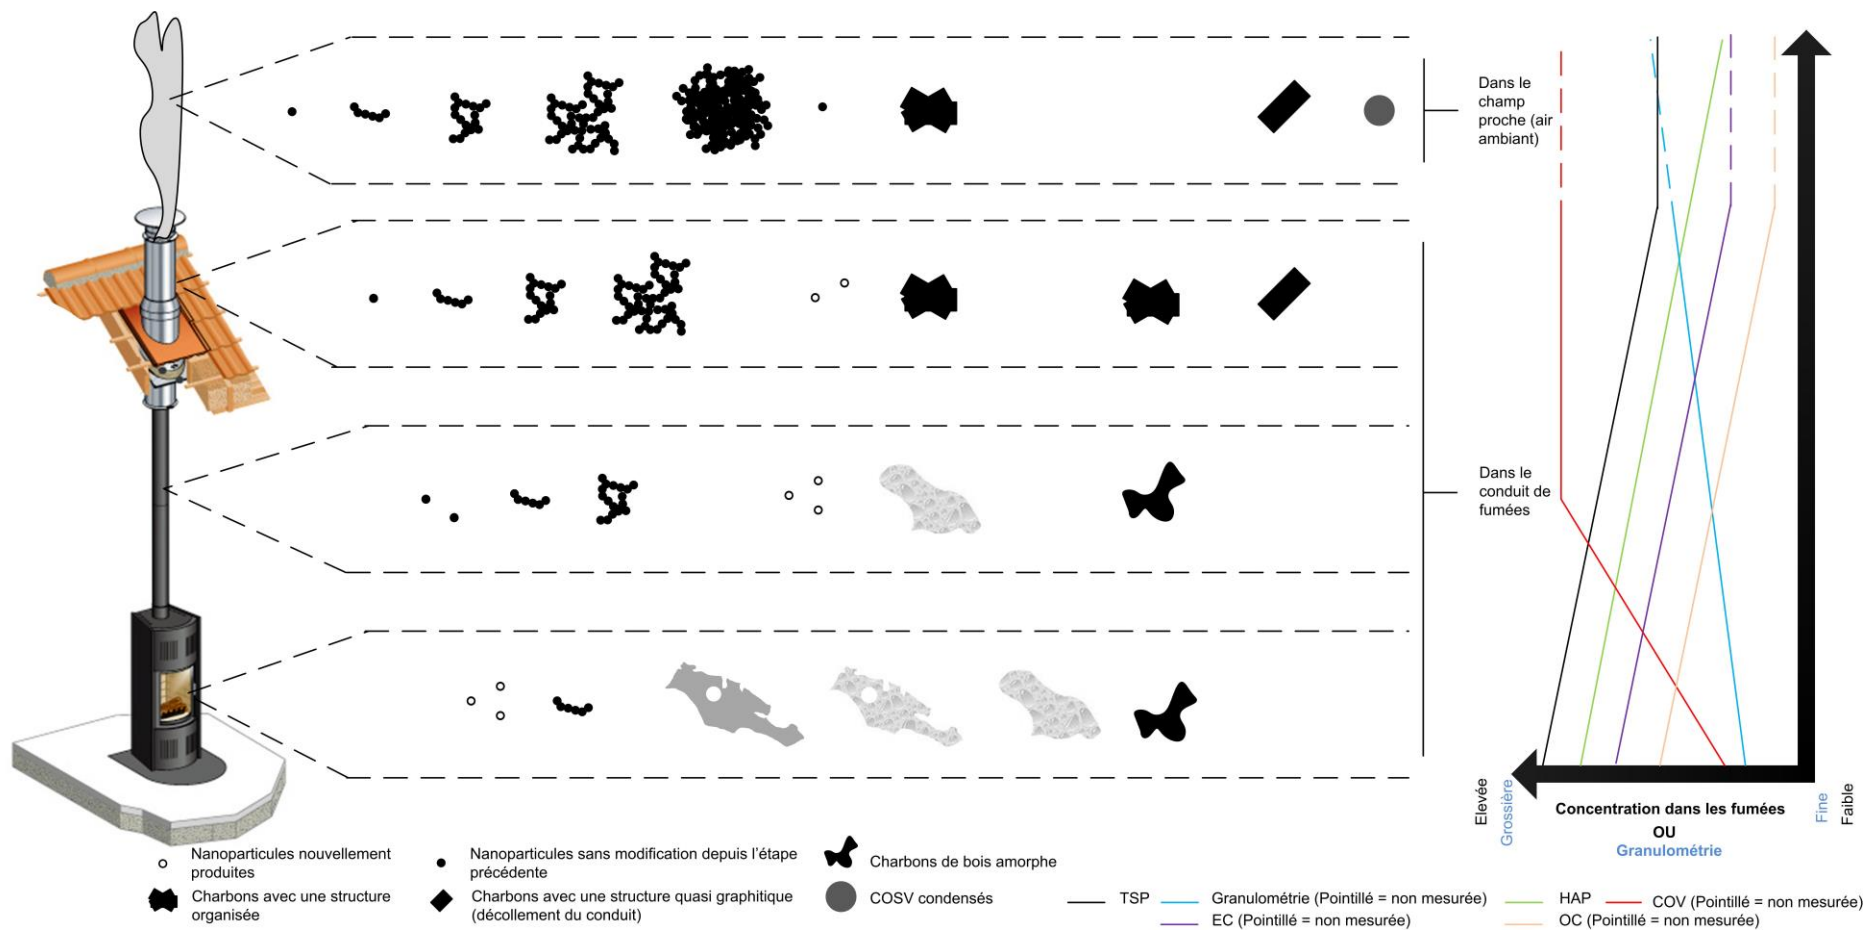 Dans le
champ
proche (air
ambiant)
Dans le
conduit de
fumées
Elevée
Grossière
Concentration dans les fumées
OU
Granulométrie
Fine
Faible
Nanoparticules nouvellement
produites
Nanoparticules sans modification depuis l'étape
précédente
Charbons de bois amorphe
Charbons avec une structure
organisée
Charbons avec une structure quasi graphitique
(décollement du conduit)
COSV condensés
TSP
Granulométrie (Pointillé = non mesurée)
HAP
COV (Pointillé = non mesurée)
EC (Pointillé = non mesurée)
OC (Pointillé = non mesurée)